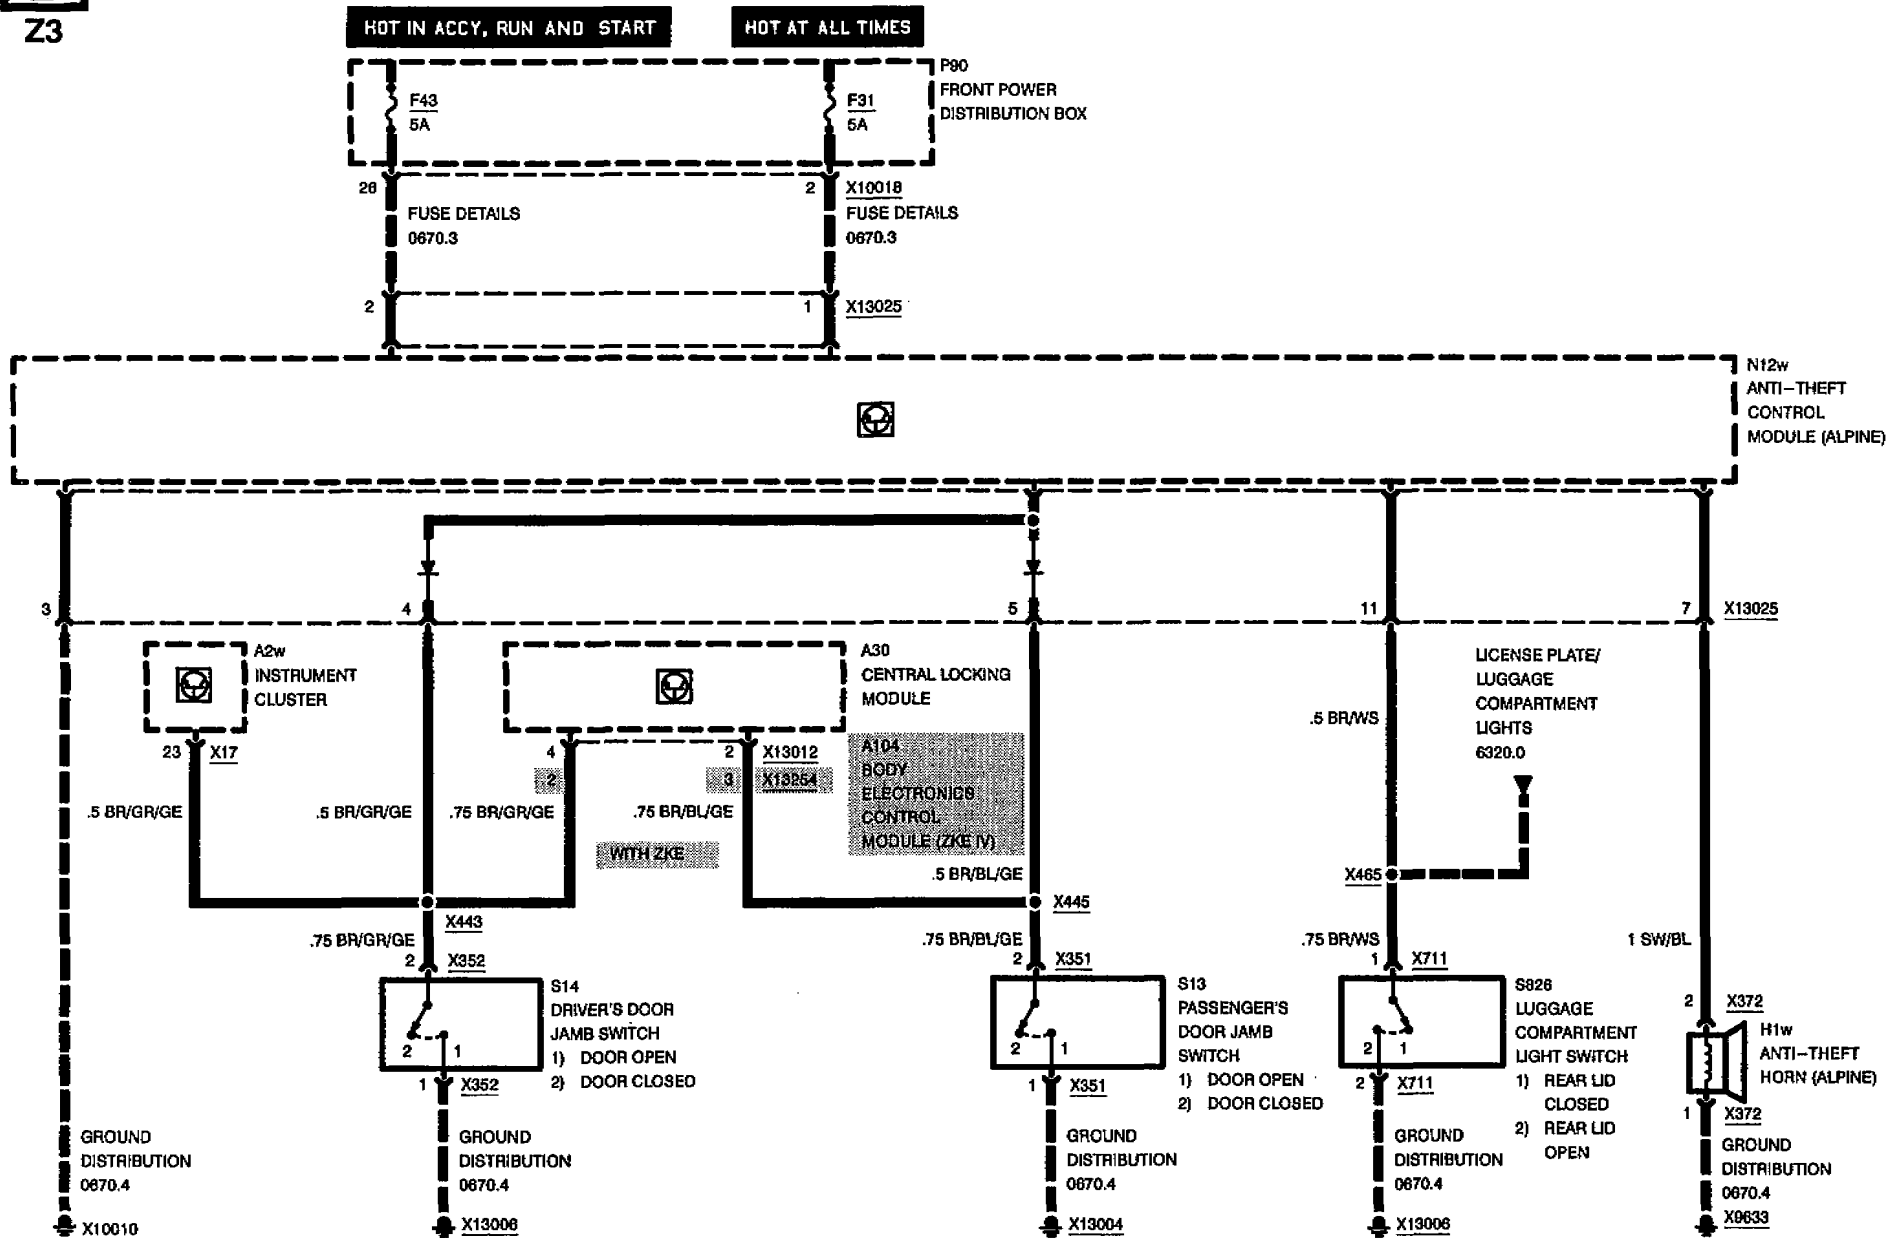 Z3
HOT IN ACCY, RUN AND START
HOT AT ALL TIMES
P90
FRONT POWER
DISTRIBUTION BOX
F43
5A
F31
5A
26
2
X10018
FUSE DETAILS
0670.3
FUSE DETAILS
0670.3
2
1
X13025
N12w
ANTI-THEFT
CONTROL
MODULE (ALPINE)
3
4
5
11
7
X13025
A2w
INSTRUMENT
CLUSTER
A30
CENTRAL LOCKING
MODULE
LICENSE PLATE/
LUGGAGE
COMPARTMENT
LIGHTS
6320.0
.5 BR/WS
23
X17
4
2
X13012
2
3
X13254
A104
BODY
ELECTRONICS
CONTROL
MODULE (ZKE IV)
.5 BR/GR/GE
.5 BR/GR/GE
.75 BR/GR/GE
.75 BR/BL/GE
WITH ZKE
.5 BR/BL/GE
X465
X443
X445
.75 BR/GR/GE
.75 BR/BL/GE
.75 BR/WS
1 SW/BL
2
X352
2
X351
1
X711
S14
DRIVER'S DOOR
JAMB SWITCH
1) DOOR OPEN
2) DOOR CLOSED
2
1
S13
PASSENGER'S
DOOR JAMB
SWITCH
1) DOOR OPEN
2) DOOR CLOSED
2
1
S826
LUGGAGE
COMPARTMENT
LIGHT SWITCH
1) REAR LID
CLOSED
2) REAR LID
OPEN
2
1
2
X372
H1w
ANTI-THEFT
HORN (ALPINE)
1
X352
1
X351
2
X711
1
X372
GROUND
DISTRIBUTION
0670.4
GROUND
DISTRIBUTION
0670.4
GROUND
DISTRIBUTION
0670.4
GROUND
DISTRIBUTION
0670.4
GROUND
DISTRIBUTION
0670.4
X10010
X13006
X13004
X13006
X9633